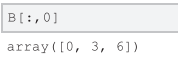 B[:,0]
array([0, 3, 6])